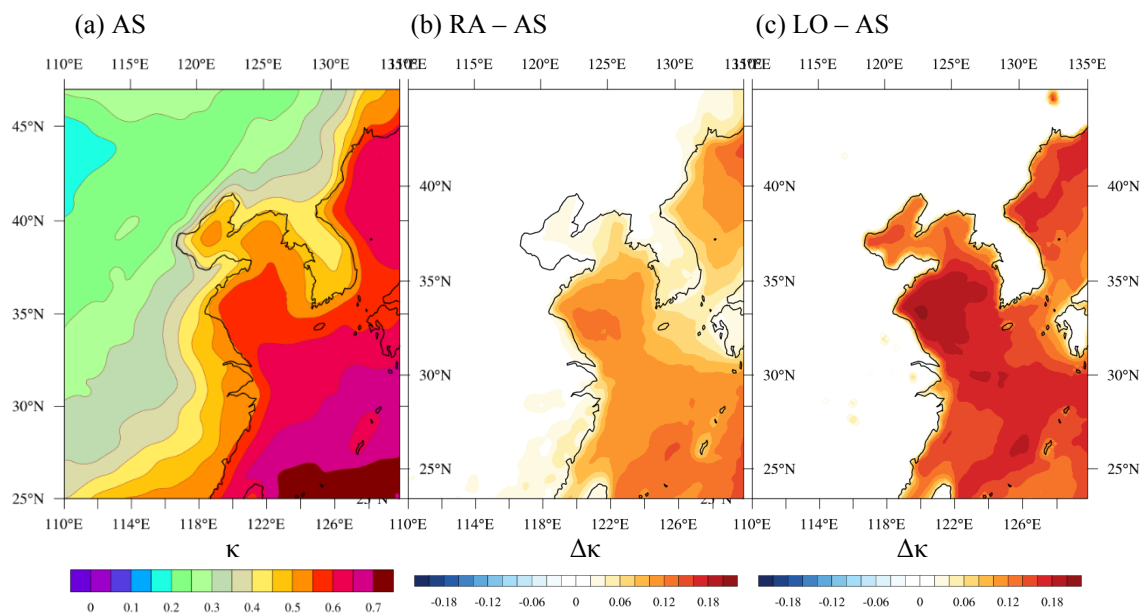 (a) AS (b) RA – AS (c) LO – AS
110°E 115°E 120°E 125°E 130°E 115°E 120°E 125°E 130°E 115°E 120°E 125°E 130°E 135°E
45°N 40°N 40°N
40°N 35°N 35°N
35°N 30°N 30°N
30°N 25°N 25°N
25°N 25°N
110°E 114°E 118°E 122°E 126°E 110°E 114°E 118°E 122°E 126°E 110°E 114°E 118°E 122°E 126°E
κ Δκ Δκ
0 0.1 0.2 0.3 0.4 0.5 0.6 0.7 -0.18 -0.12 -0.06 0 0.06 0.12 0.18 -0.18 -0.12 -0.06 0 0.06 0.12 0.18